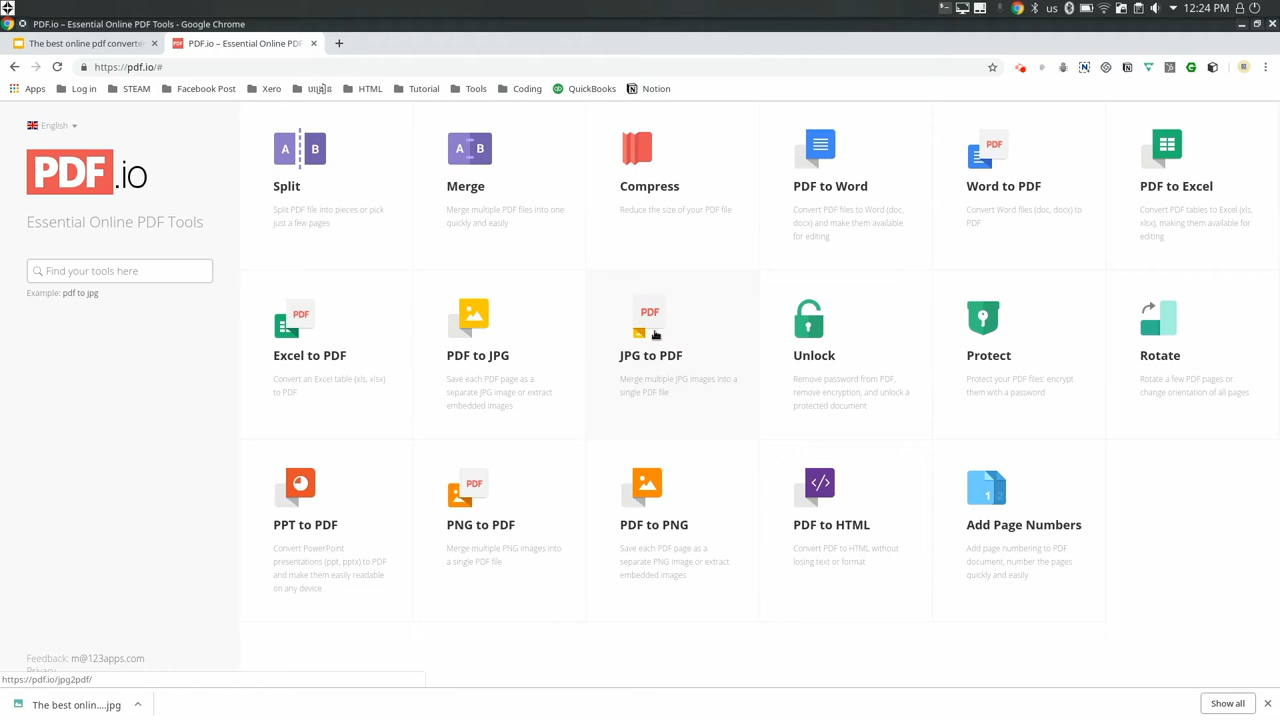 us
12:24 PM
PDF.io – Essential Online PDF Tools - Google Chrome
The best online pdf converte
PDF.io – Essential Online PDF
https://pdf.io/#
Apps
Log in
STEAM
Facebook Post
Xero
HTML
Tutorial
Tools
Coding
QuickBooks
Notion
English
PDF.io
Essential Online PDF Tools
Find your tools here
Example: pdf to jpg
A B
Split
Split PDF file into pieces or pick
just a few pages
A B
Merge
Merge multiple PDF files into one
quickly and easily
Compress
Reduce the size of your PDF file
PDF to Word
Convert PDF files to Word (doc,
docx) and make them available
for editing
PDF
Word to PDF
Convert Word files (doc, docx) to
PDF
PDF to Excel
Convert PDF tables to Excel (xls,
xltx), making them available for
editing
PDF
Excel to PDF
Convert an Excel table (xls, xlsx)
to PDF
PDF to JPG
Save each PDF page as a
separate JPG image or extract
embedded images
PDF
JPG to PDF
Merge multiple JPG images into a
single PDF file
Unlock
Remove password from PDF,
remove encryption, and unlock a
protected document
Protect
Protect your PDF files: encrypt
them with a password
Rotate
Rotate a few PDF pages or
change orientation of all pages
PPT to PDF
Convert PowerPoint
presentations (ppt, pptx) to PDF
and make them easily readable
on any device
PDF
PNG to PDF
Merge multiple PNG images into
a single PDF file
PDF to PNG
Save each PDF page as a
separate PNG image or extract
embedded images
</>
PDF to HTML
Convert PDF to HTML without
losing text or format
1 2
Add Page Numbers
Add page numbering to PDF
document, number the pages
quickly and easily
Feedback: m@123apps.com
Privacy
https://pdf.io/jpg2pdf/
The best onlin....jpg
Show all